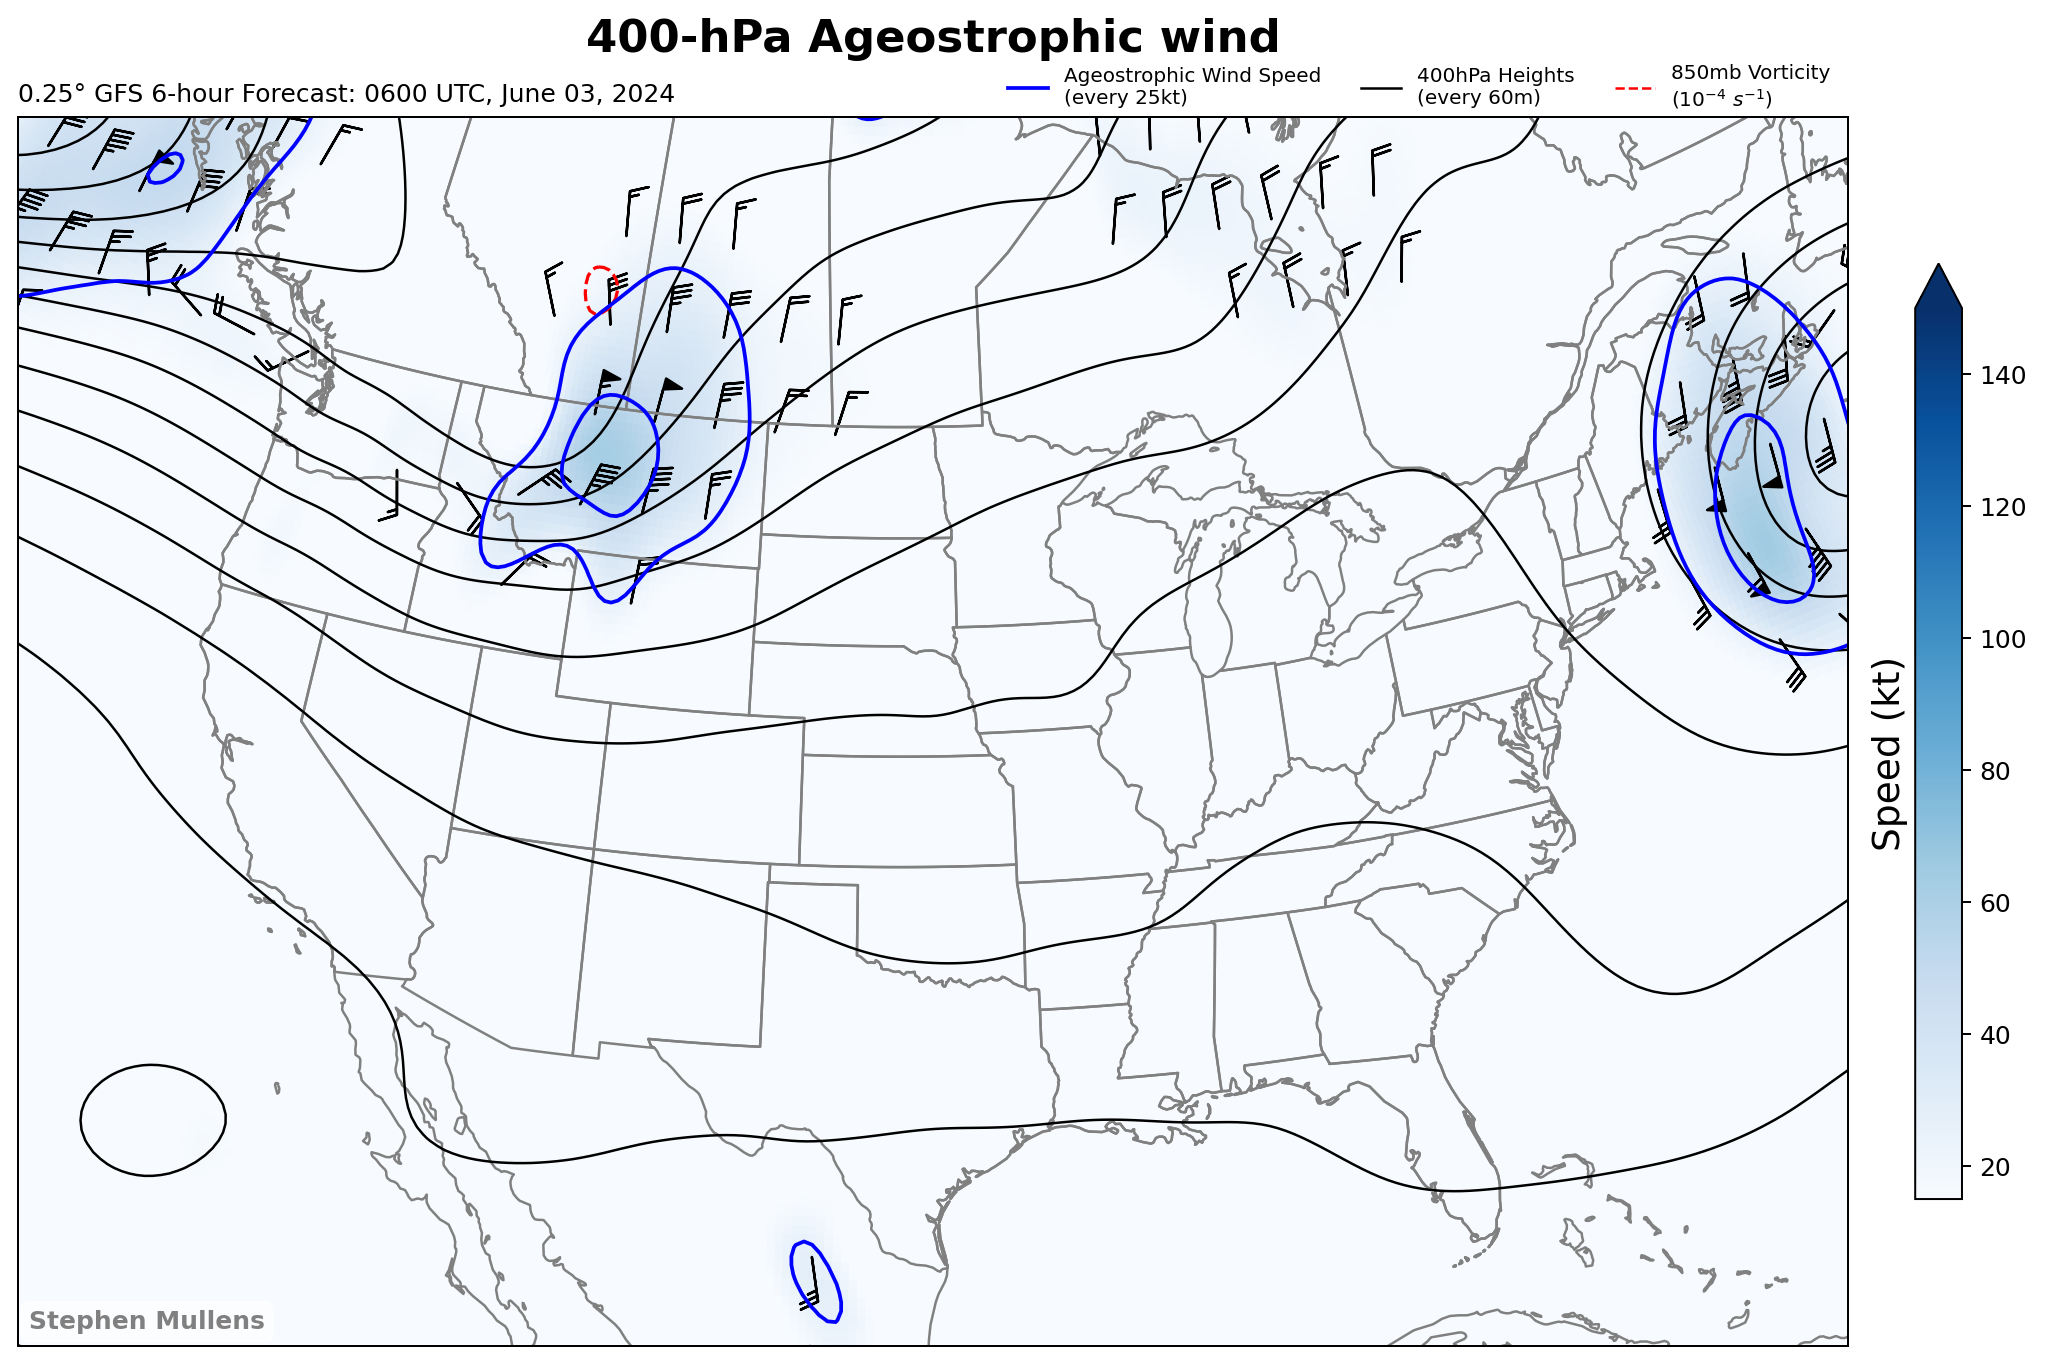 400-hPa Ageostrophic wind
0.25° GFS 6-hour Forecast: 0600 UTC, June 03, 2024
Ageostrophic Wind Speed
(every 25kt)
400hPa Heights
(every 60m)
850mb Vorticity
(10⁻⁴ s⁻¹)
140
120
100
80
60
40
20
Speed (kt)
Stephen Mullens